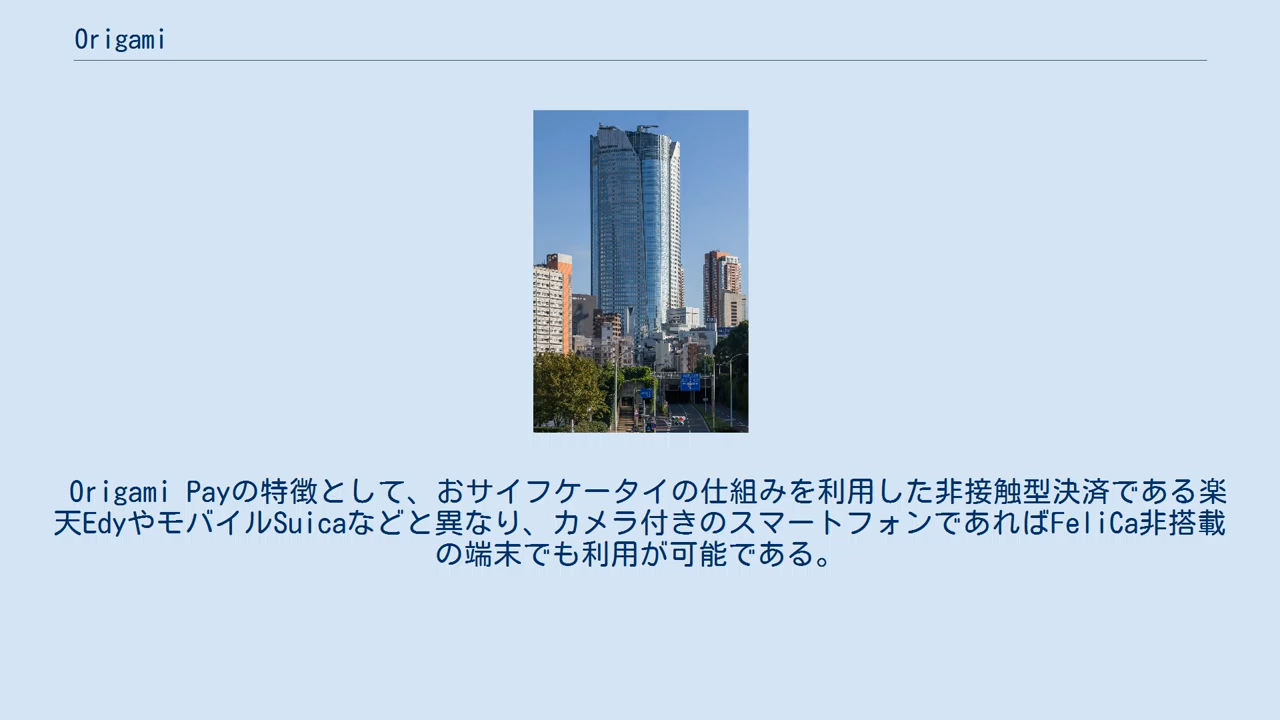 Origami
Origami Payの特徴として、おサイフケータイの仕組みを利用した非接触型決済である楽
天EdyやモバイルSuicaなどと異なり、カメラ付きのスマートフォンであればFeliCa非搭載
の端末でも利用が可能である。